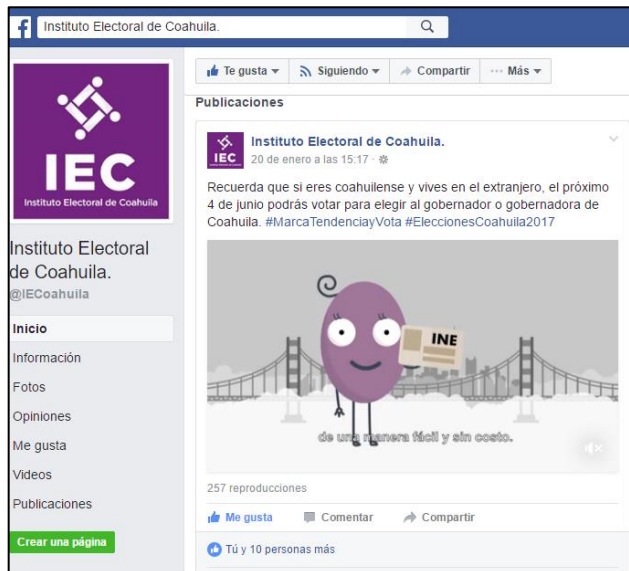 Instituto Electoral de Coahuila.
IEC
Instituto Electoral de Coahuila
Instituto Electoral
de Coahuila.
@IECoahuila
Inicio
Información
Fotos
Opiniones
Me gusta
Videos
Publicaciones
Crear una página
Te gusta Siguiendo Compartir ··· Más
Publicaciones
IEC
Instituto Electoral de Coahuila.
20 de enero a las 15:17 ·
Recuerda que si eres coahuilense y vives en el extranjero, el próximo
4 de junio podrás votar para elegir al gobernador o gobernadora de
Coahuila. #MarcaTendenciayVota #EleccionesCoahuila2017
INE
de una manera fácil y sin costo.
257 reproducciones
Me gusta Comentar Compartir
Tú y 10 personas más